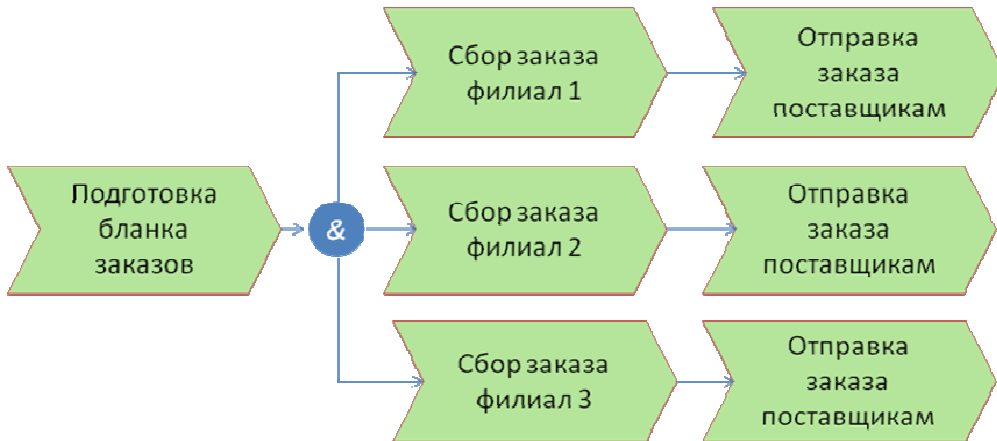 Подготовка
бланка
заказов
&
Сбор заказа
филиал 1
Отправка
заказа
поставщикам
Сбор заказа
филиал 2
Отправка
заказа
поставщикам
Сбор заказа
филиал 3
Отправка
заказа
поставщикам